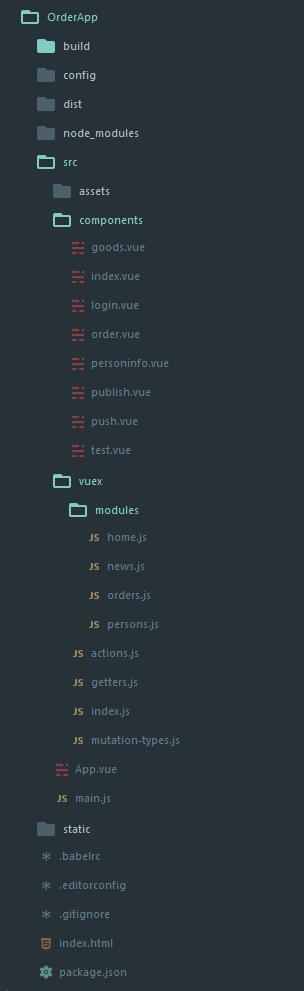 OrderApp
build
config
dist
node_modules
src
assets
components
goods.vue
index.vue
login.vue
order.vue
personinfo.vue
publish.vue
push.vue
test.vue
vuex
modules
JS home.js
JS news.js
JS orders.js
JS persons.js
JS actions.js
JS getters.js
JS index.js
JS mutation-types.js
App.vue
JS main.js
static
.babelrc
.editorconfig
.gitignore
index.html
package.json